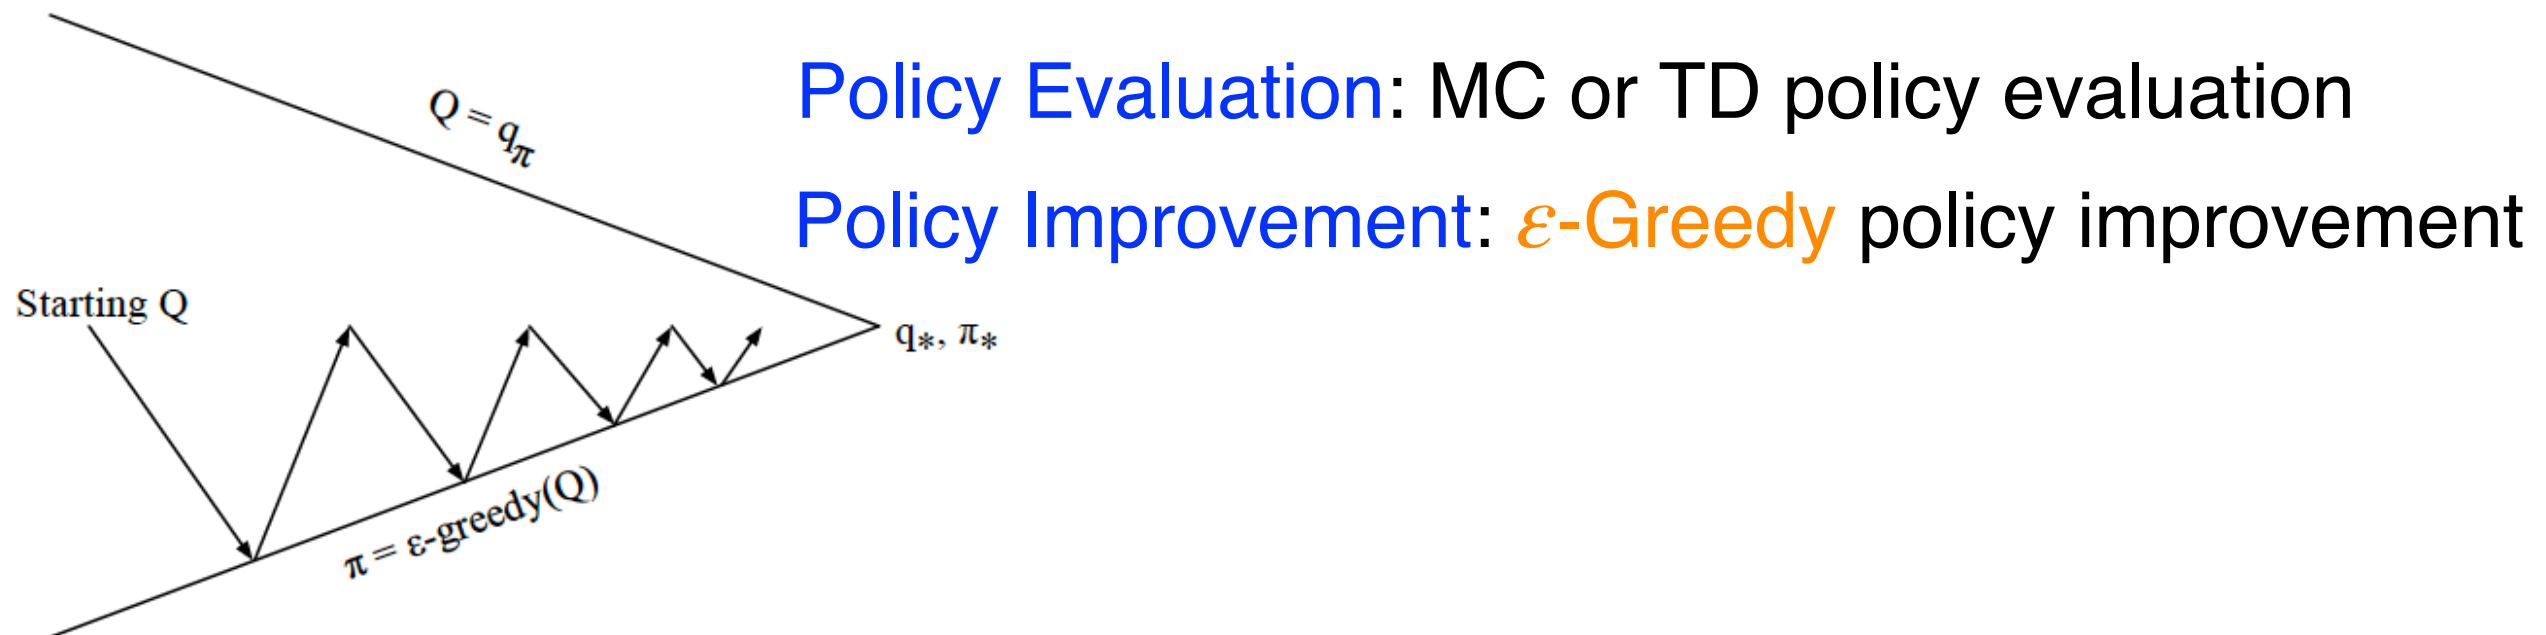 Q = qπ
Policy Evaluation: MC or TD policy evaluation
Policy Improvement: ε-Greedy policy improvement
Starting Q
q*, π*
π = ε-greedy(Q)